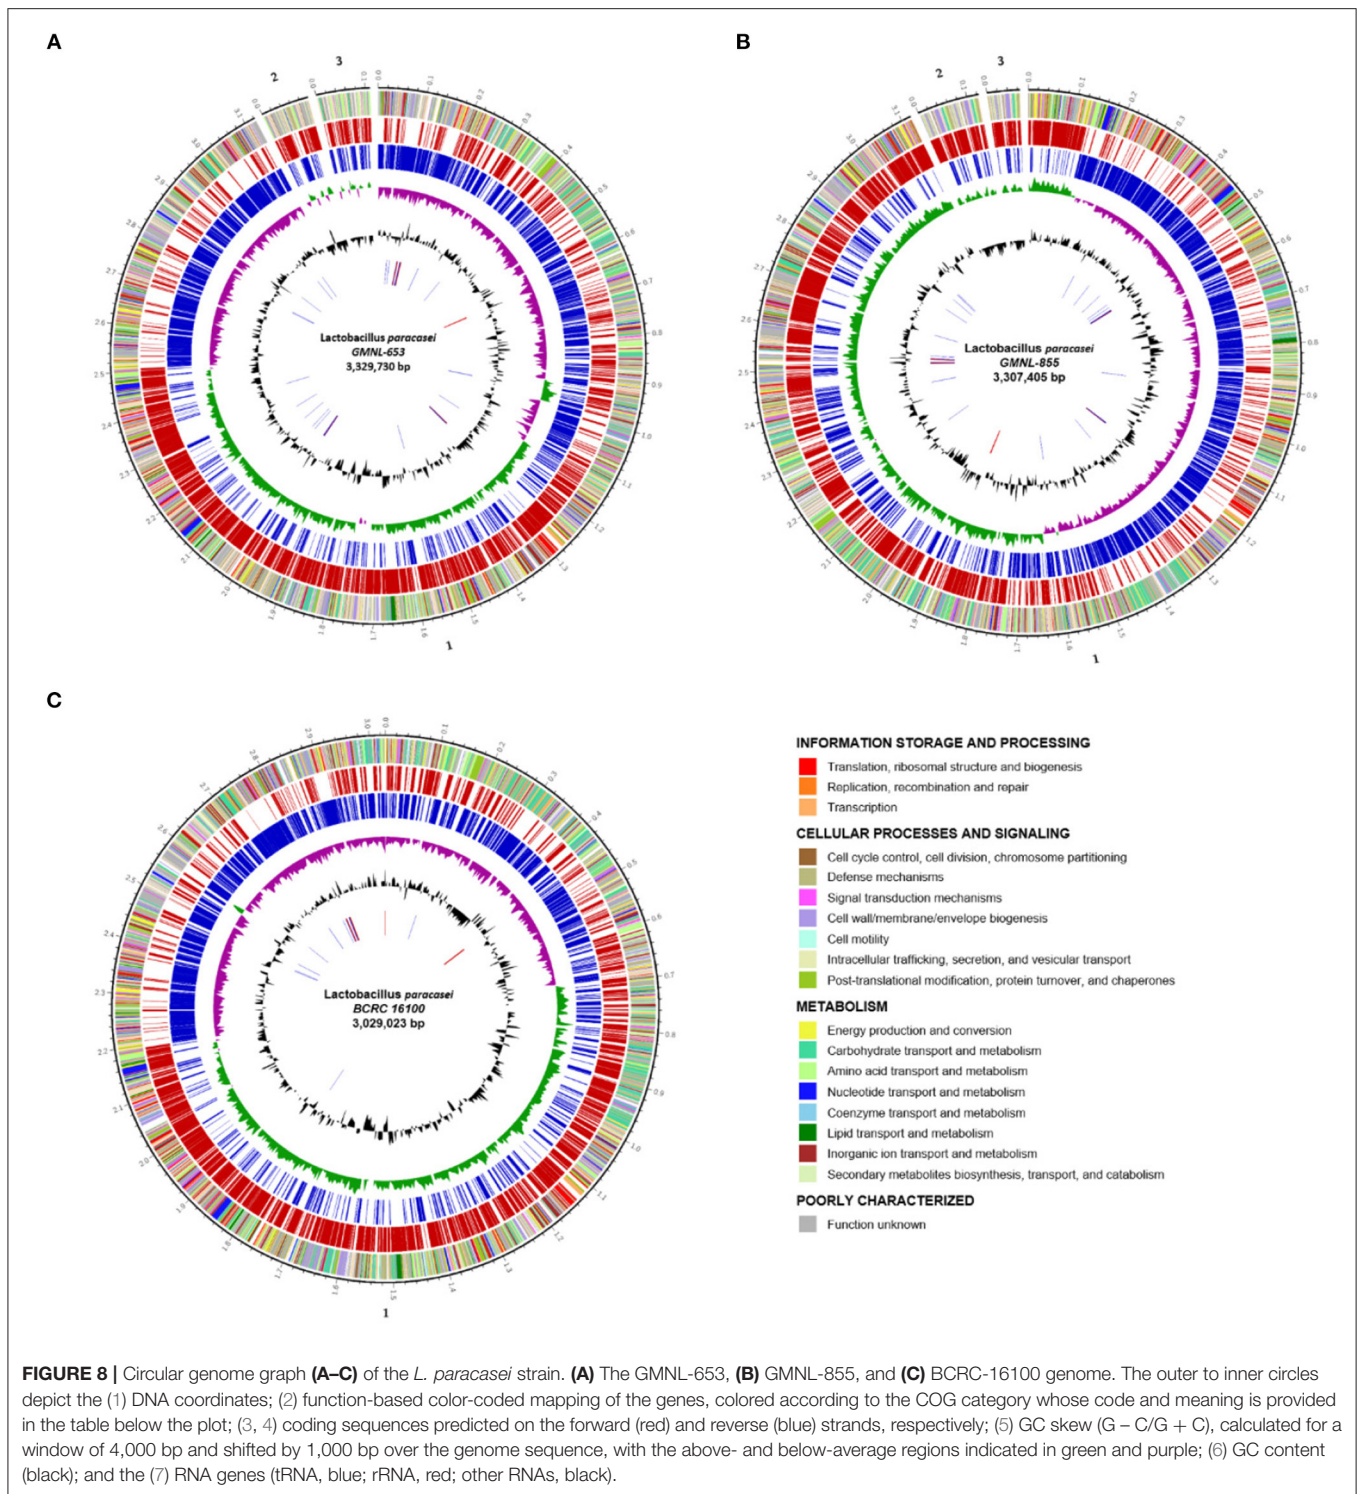 A
B
2
3
1
Lactobacillus paracasei
GMNL-653
3,329,730 bp
2
3
1
Lactobacillus paracasei
GMNL-855
3,307,405 bp
C
Lactobacillus paracasei
BCRC 16100
3,029,023 bp
1
INFORMATION STORAGE AND PROCESSING
Translation, ribosomal structure and biogenesis
Replication, recombination and repair
Transcription
CELLULAR PROCESSES AND SIGNALING
Cell cycle control, cell division, chromosome partitioning
Defense mechanisms
Signal transduction mechanisms
Cell wall/membrane/envelope biogenesis
Cell motility
Intracellular trafficking, secretion, and vesicular transport
Post-translational modification, protein turnover, and chaperones
METABOLISM
Energy production and conversion
Carbohydrate transport and metabolism
Amino acid transport and metabolism
Nucleotide transport and metabolism
Coenzyme transport and metabolism
Lipid transport and metabolism
Inorganic ion transport and metabolism
Secondary metabolites biosynthesis, transport, and catabolism
POORLY CHARACTERIZED
Function unknown
FIGURE 8 | Circular genome graph (A–C) of the L. paracasei strain. (A) The GMNL-653, (B) GMNL-855, and (C) BCRC-16100 genome. The outer to inner circles
depict the (1) DNA coordinates; (2) function-based color-coded mapping of the genes, colored according to the COG category whose code and meaning is provided
in the table below the plot; (3, 4) coding sequences predicted on the forward (red) and reverse (blue) strands, respectively; (5) GC skew (G – C/G + C), calculated for a
window of 4,000 bp and shifted by 1,000 bp over the genome sequence, with the above- and below-average regions indicated in green and purple; (6) GC content
(black); and the (7) RNA genes (tRNA, blue; rRNA, red; other RNAs, black).